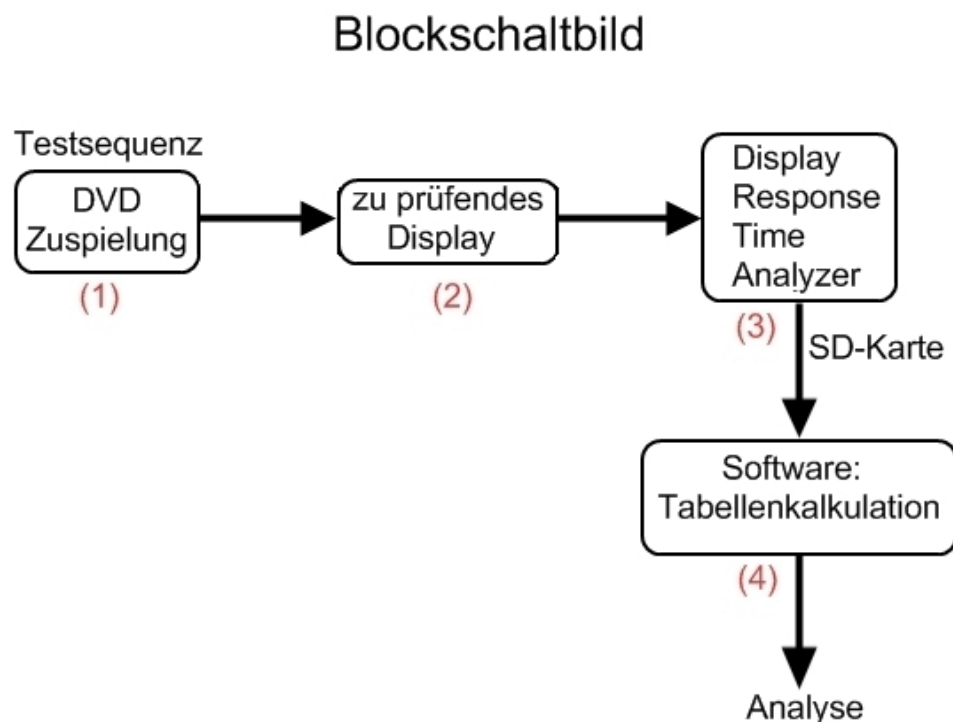 Blockschaltbild
Testsequenz
DVD
Zuspielung
(1)
zu prüfendes
Display
(2)
Display
Response
Time
Analyzer
(3)
SD-Karte
Software:
Tabellenkalkulation
(4)
Analyse